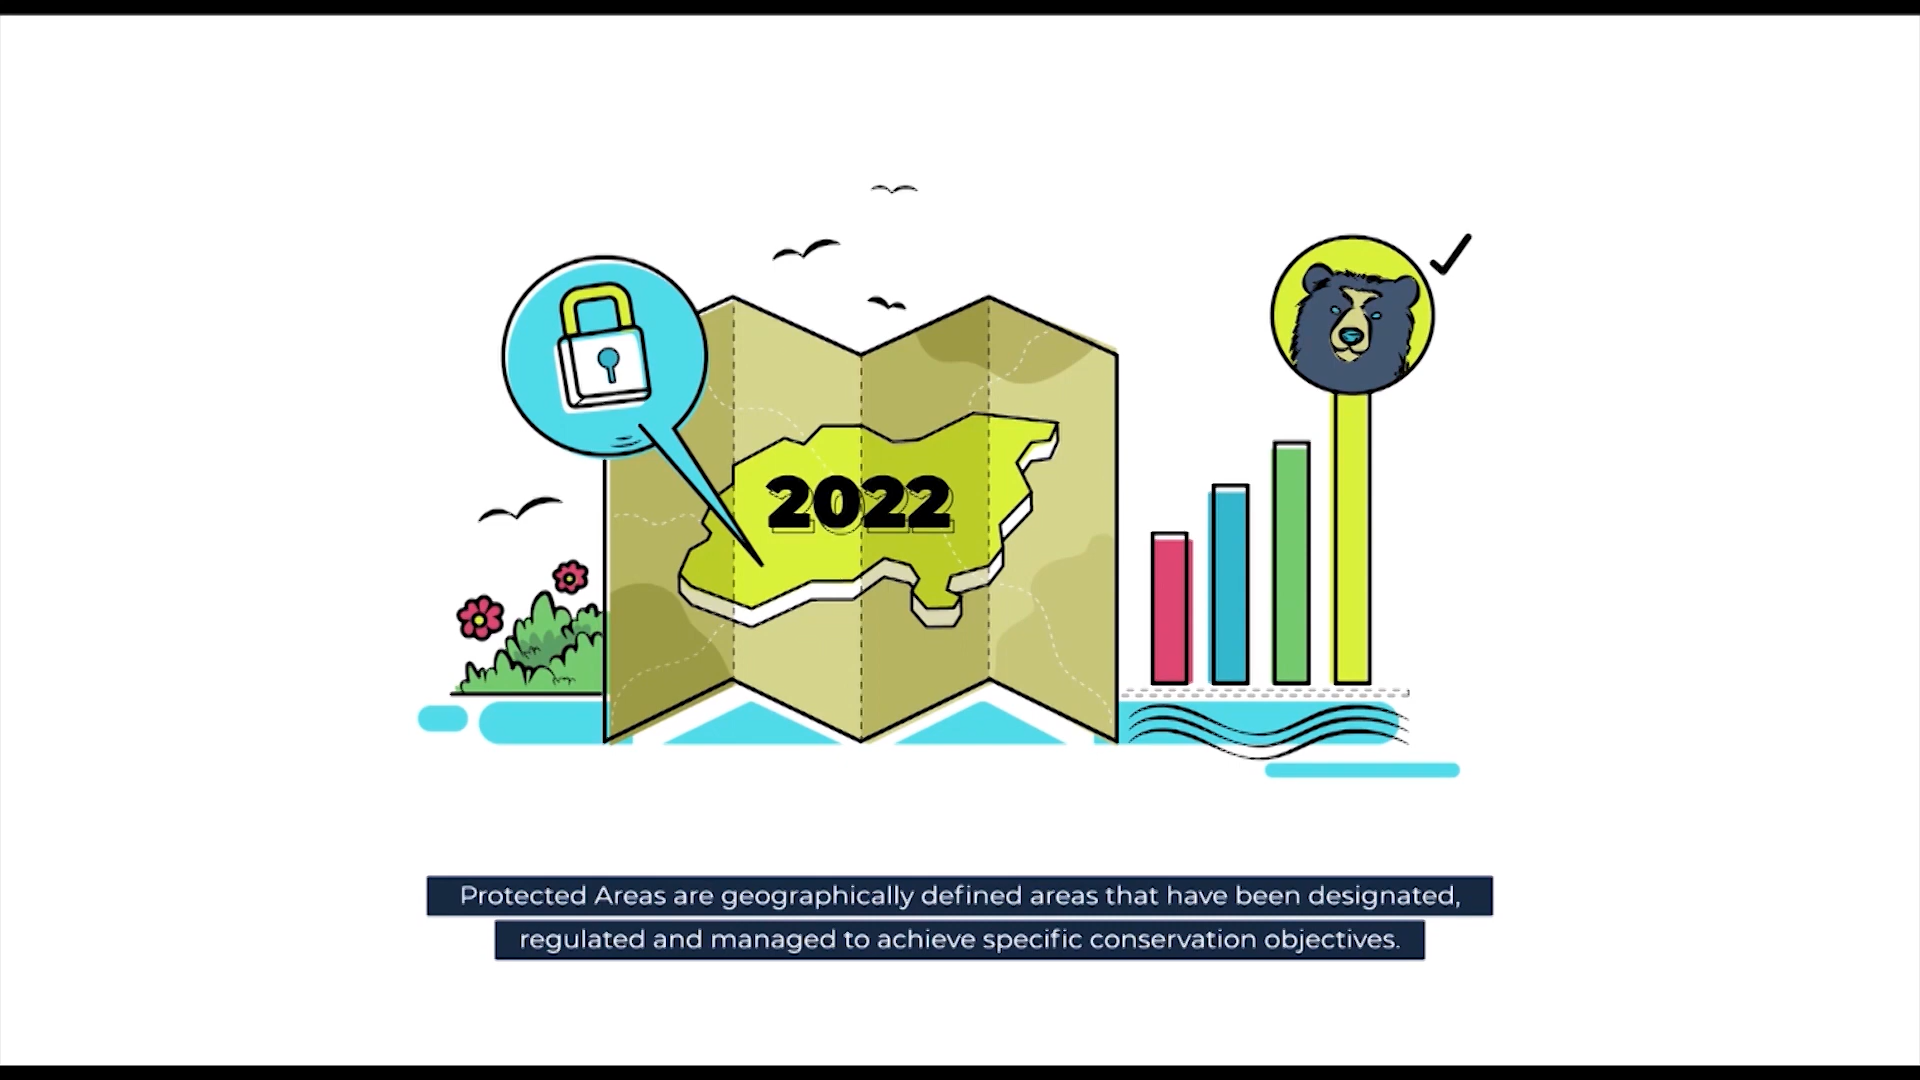 2022
Protected Areas are geographically defined areas that have been designated,
regulated and managed to achieve specific conservation objectives.